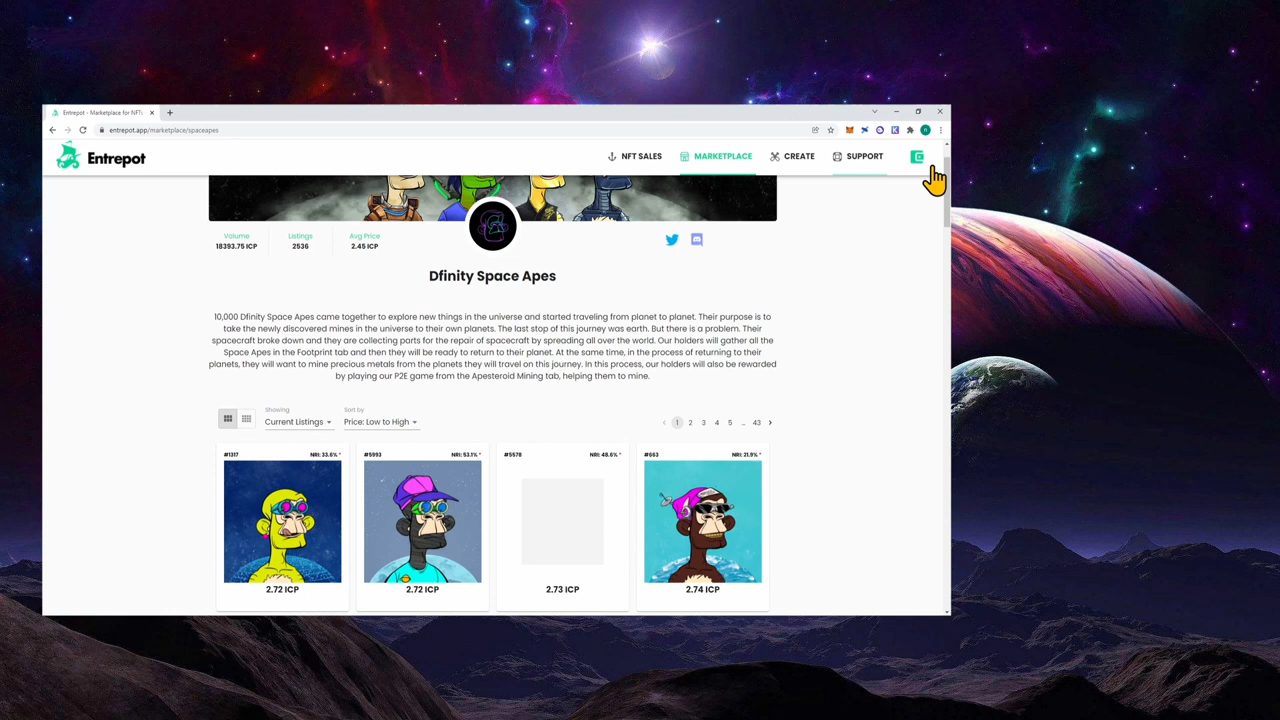 Entrepot - Marketplace for NFTs
entrepot.app/marketplace/spaceapes
Entrepot
NFT SALES
MARKETPLACE
CREATE
SUPPORT
Volume
18393.75 ICP
Listings
2536
Avg Price
2.45 ICP
Dfinity Space Apes
10,000 Dfinity Space Apes came together to explore new things in the universe and started traveling from planet to planet. Their purpose is to
take the newly discovered mines in the universe to their own planets. The last stop of this journey was earth. But there is a problem. Their
spacecraft broke down and they are collecting parts for the repair of spacecraft by spreading all over the world. Our holders will gather all the
Space Apes in the Footprint tab and then they will be ready to return to their planet. At the same time, in the process of returning to their
planets, they will want to mine precious metals from the planets they will travel on this journey. In this process, our holders will also be rewarded
by playing our P2E game from the Apesteroid Mining tab, helping them to mine.
Showing
Current Listings
Sort by
Price: Low to High
1 2 3 4 5 ... 43
#1317 NRI: 33.6% *
#5993 NRI: 53.1% *
#5578 NRI: 48.6% *
#663 NRI: 21.9% *
2.72 ICP
2.72 ICP
2.73 ICP
2.74 ICP